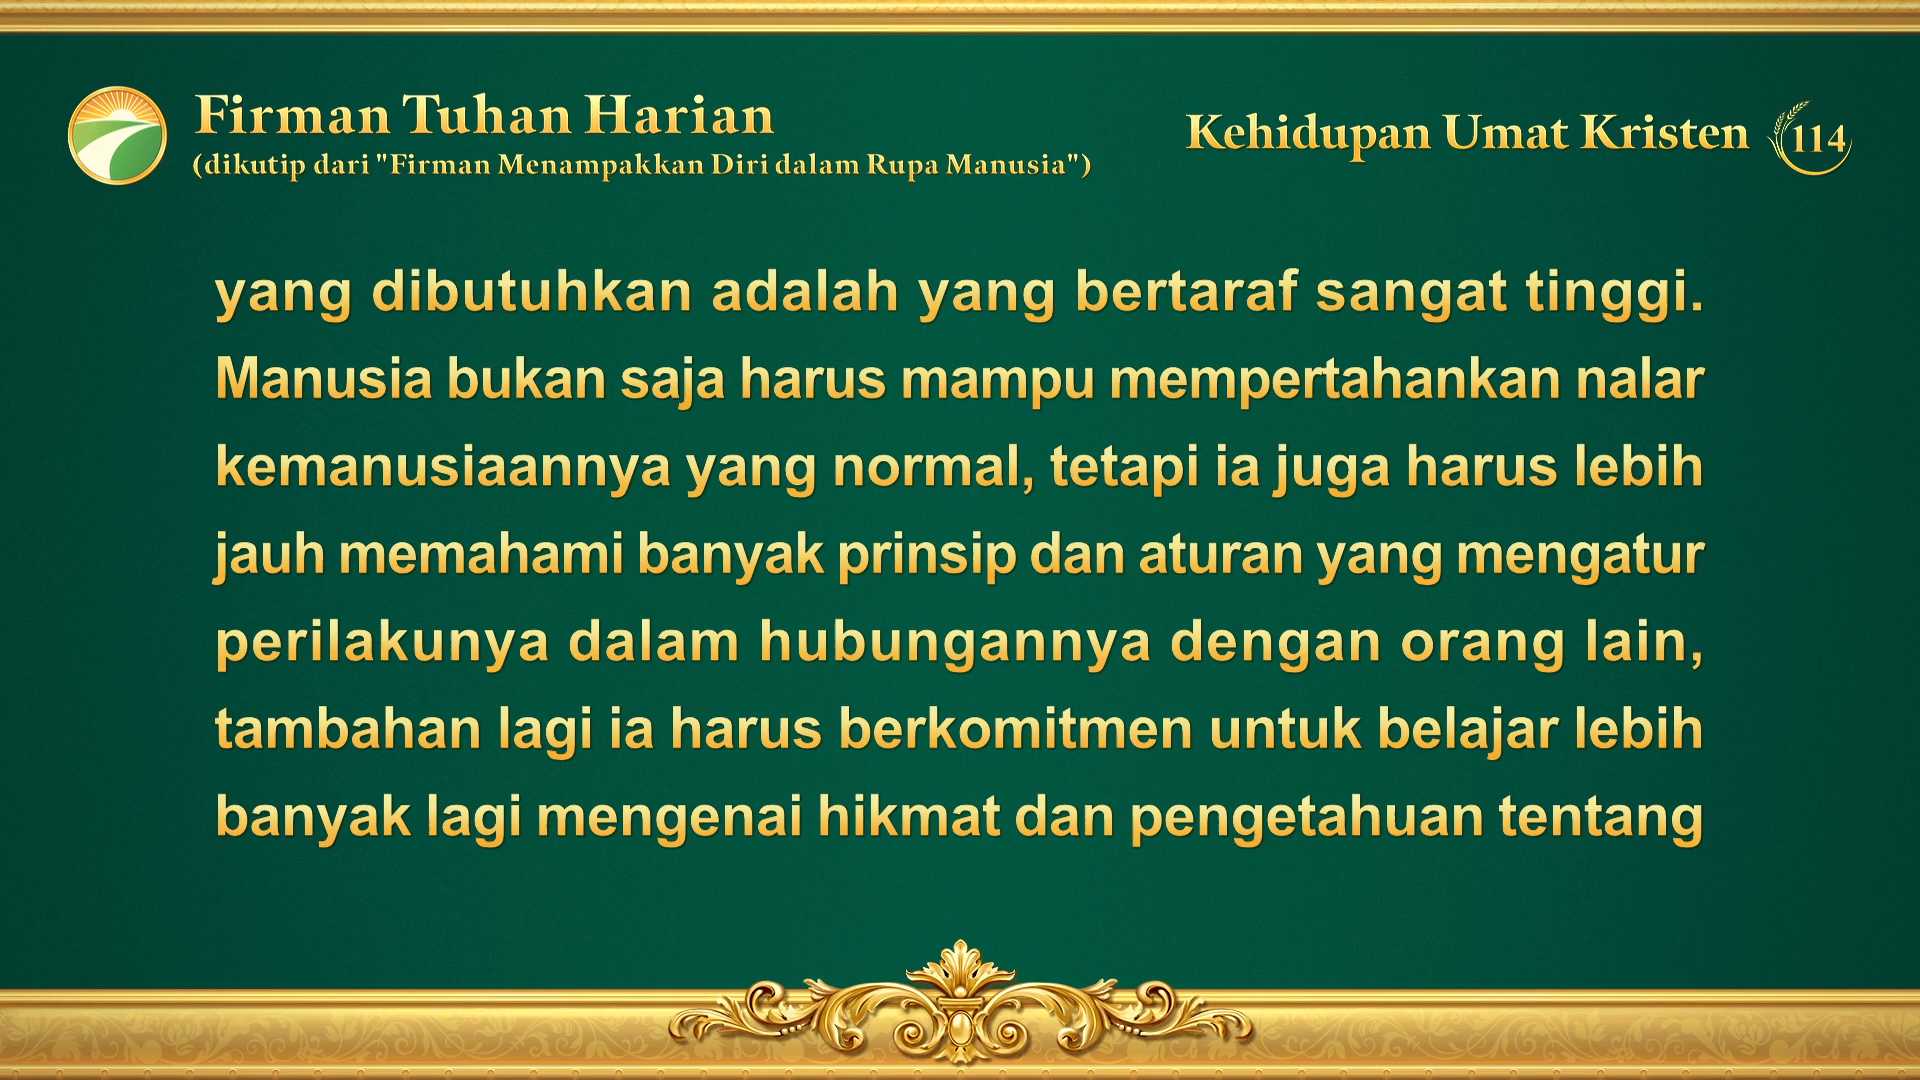 Firman Tuhan Harian
(dikutip dari "Firman Menampakkan Diri dalam Rupa Manusia")
Kehidupan Umat Kristen 114
yang dibutuhkan adalah yang bertaraf sangat tinggi.
Manusia bukan saja harus mampu mempertahankan nalar
kemanusiaannya yang normal, tetapi ia juga harus lebih
jauh memahami banyak prinsip dan aturan yang mengatur
perilakunya dalam hubungannya dengan orang lain,
tambahan lagi ia harus berkomitmen untuk belajar lebih
banyak lagi mengenai hikmat dan pengetahuan tentang